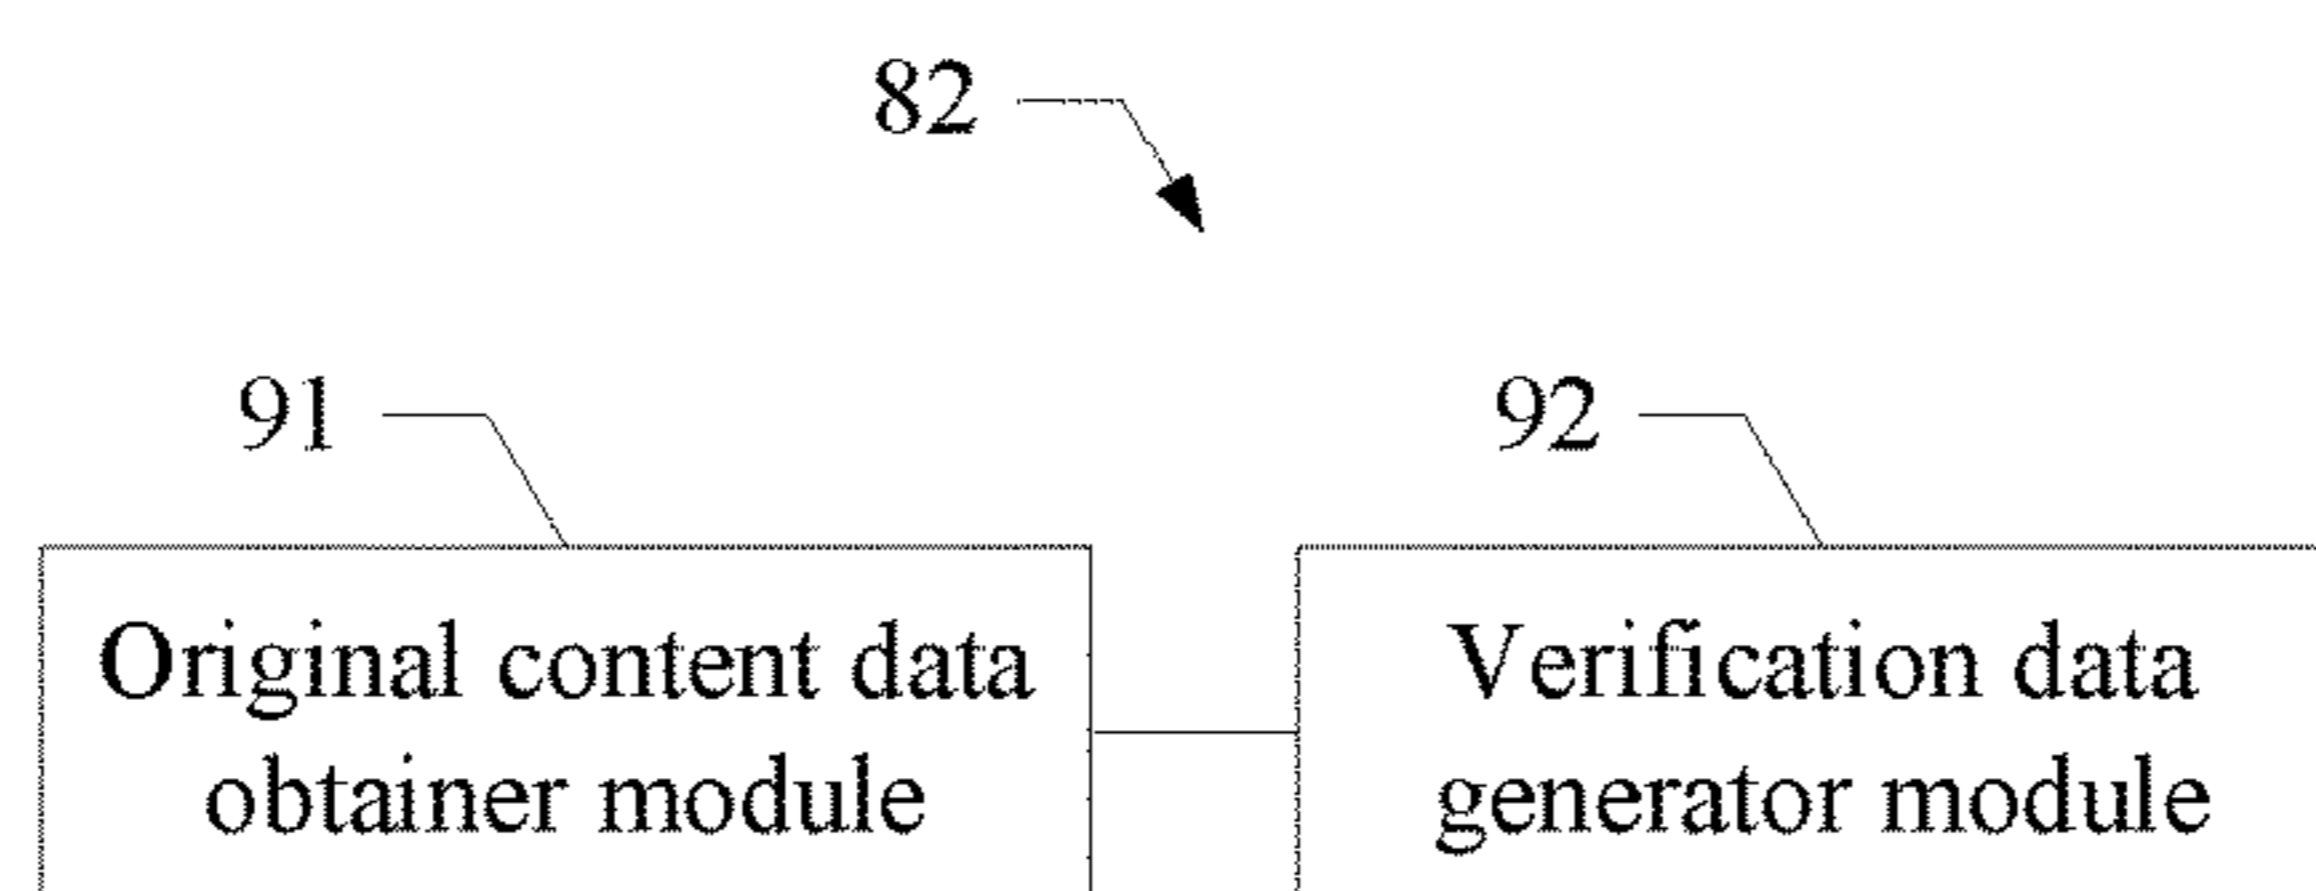 82
91
92
Original content data
obtainer module
Verification data
generator module